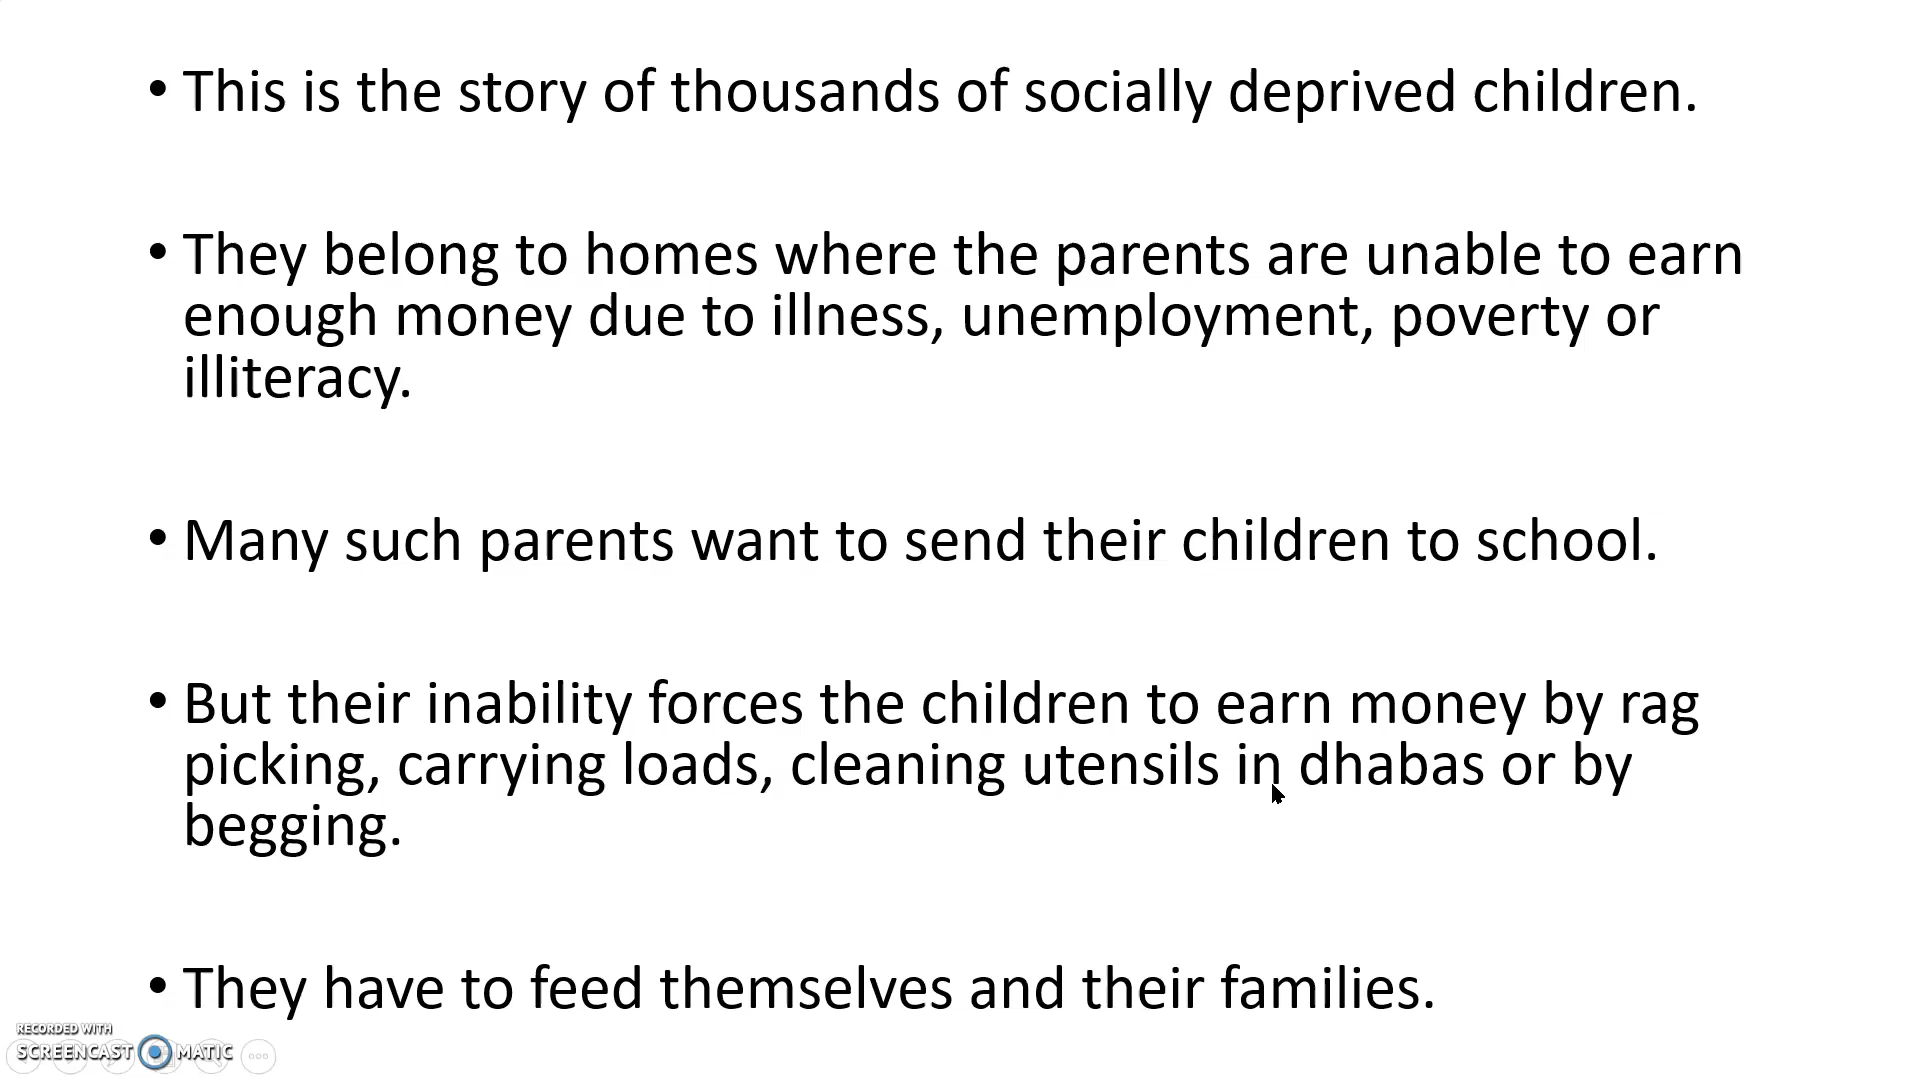 • This is the story of thousands of socially deprived children.
• They belong to homes where the parents are unable to earn
enough money due to illness, unemployment, poverty or
illiteracy.
• Many such parents want to send their children to school.
• But their inability forces the children to earn money by rag
picking, carrying loads, cleaning utensils in dhabas or by
begging.
• They have to feed themselves and their families.
RECORDED WITH
SCREENCAST MATIC